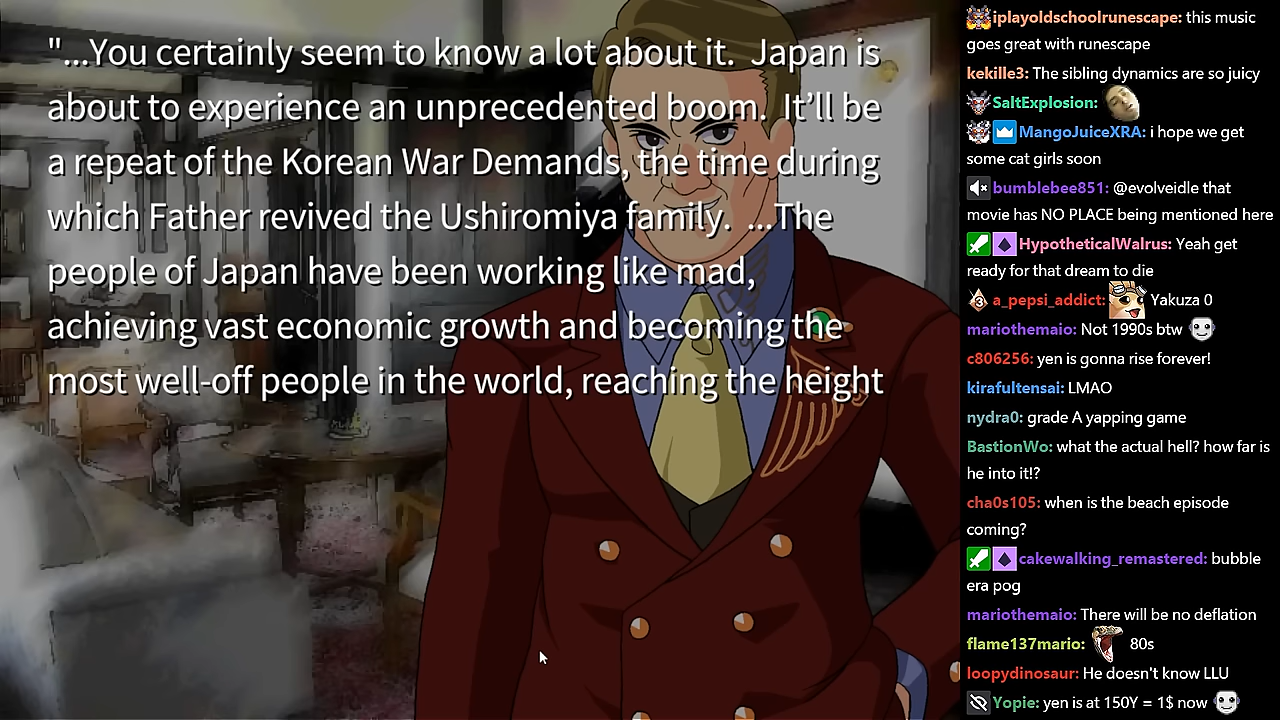 "...You certainly seem to know a lot about it.  Japan is
about to experience an unprecedented boom.  It’ll be
a repeat of the Korean War Demands, the time during
which Father revived the Ushiromiya family.  ...The
people of Japan have been working like mad,
achieving vast economic growth and becoming the
most well-off people in the world, reaching the height
iplayoldschoolrunescape: this music
goes great with runescape
kekille3: The sibling dynamics are so juicy
SaltExplosion:
MangoJuiceXRA: i hope we get
some cat girls soon
bumblebee851: @evolveidle that
movie has NO PLACE being mentioned here
HypotheticalWalrus: Yeah get
ready for that dream to die
a_pepsi_addict: Yakuza 0
mariothemaio: Not 1990s btw
c806256: yen is gonna rise forever!
kirafultensai: LMAO
nydra0: grade A yapping game
BastionWo: what the actual hell? how far is
he into it!?
cha0s105: when is the beach episode
coming?
cakewalking_remastered: bubble
era pog
mariothemaio: There will be no deflation
flame137mario: 80s
loopydinosaur: He doesn't know LLU
Yopie: yen is at 150Y = 1$ now